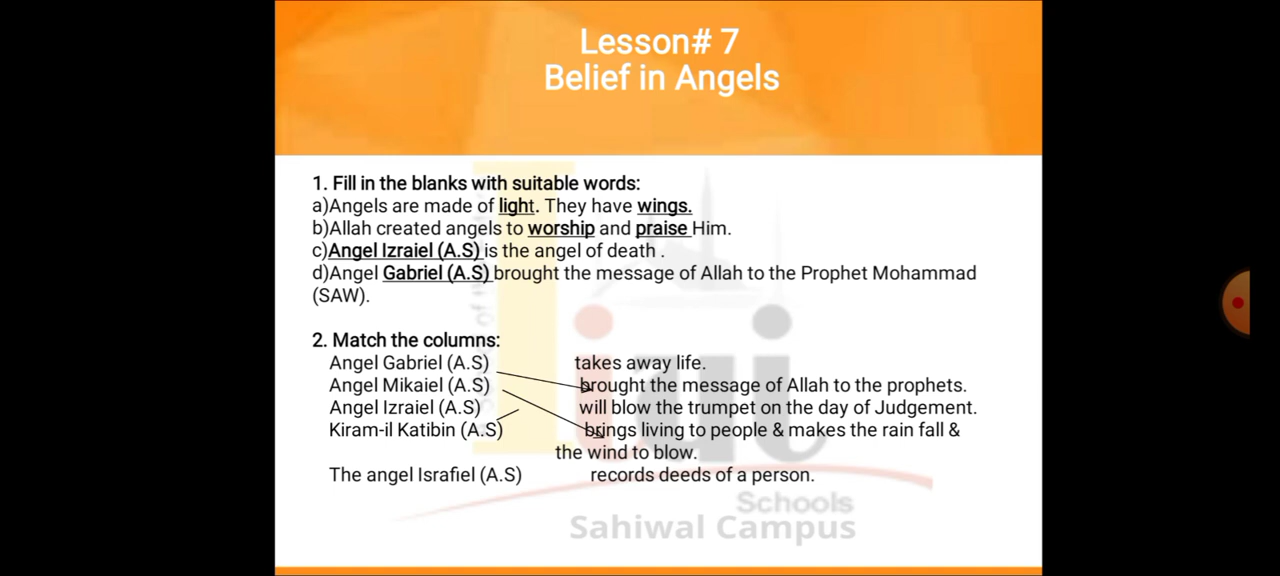 Lesson# 7
Belief in Angels
1. Fill in the blanks with suitable words:
a)Angels are made of light. They have wings.
b)Allah created angels to worship and praise Him.
c)Angel Izraiel (A.S) is the angel of death .
d)Angel Gabriel (A.S) brought the message of Allah to the Prophet Mohammad
(SAW).
2. Match the columns:
Angel Gabriel (A.S) takes away life.
Angel Mikaiel (A.S) brought the message of Allah to the prophets.
Angel Izraiel (A.S) will blow the trumpet on the day of Judgement.
Kiram-il Katibin (A.S) brings living to people & makes the rain fall &
the wind to blow.
The angel Israfiel (A.S) records deeds of a person.
Schools
Sahiwal Campus